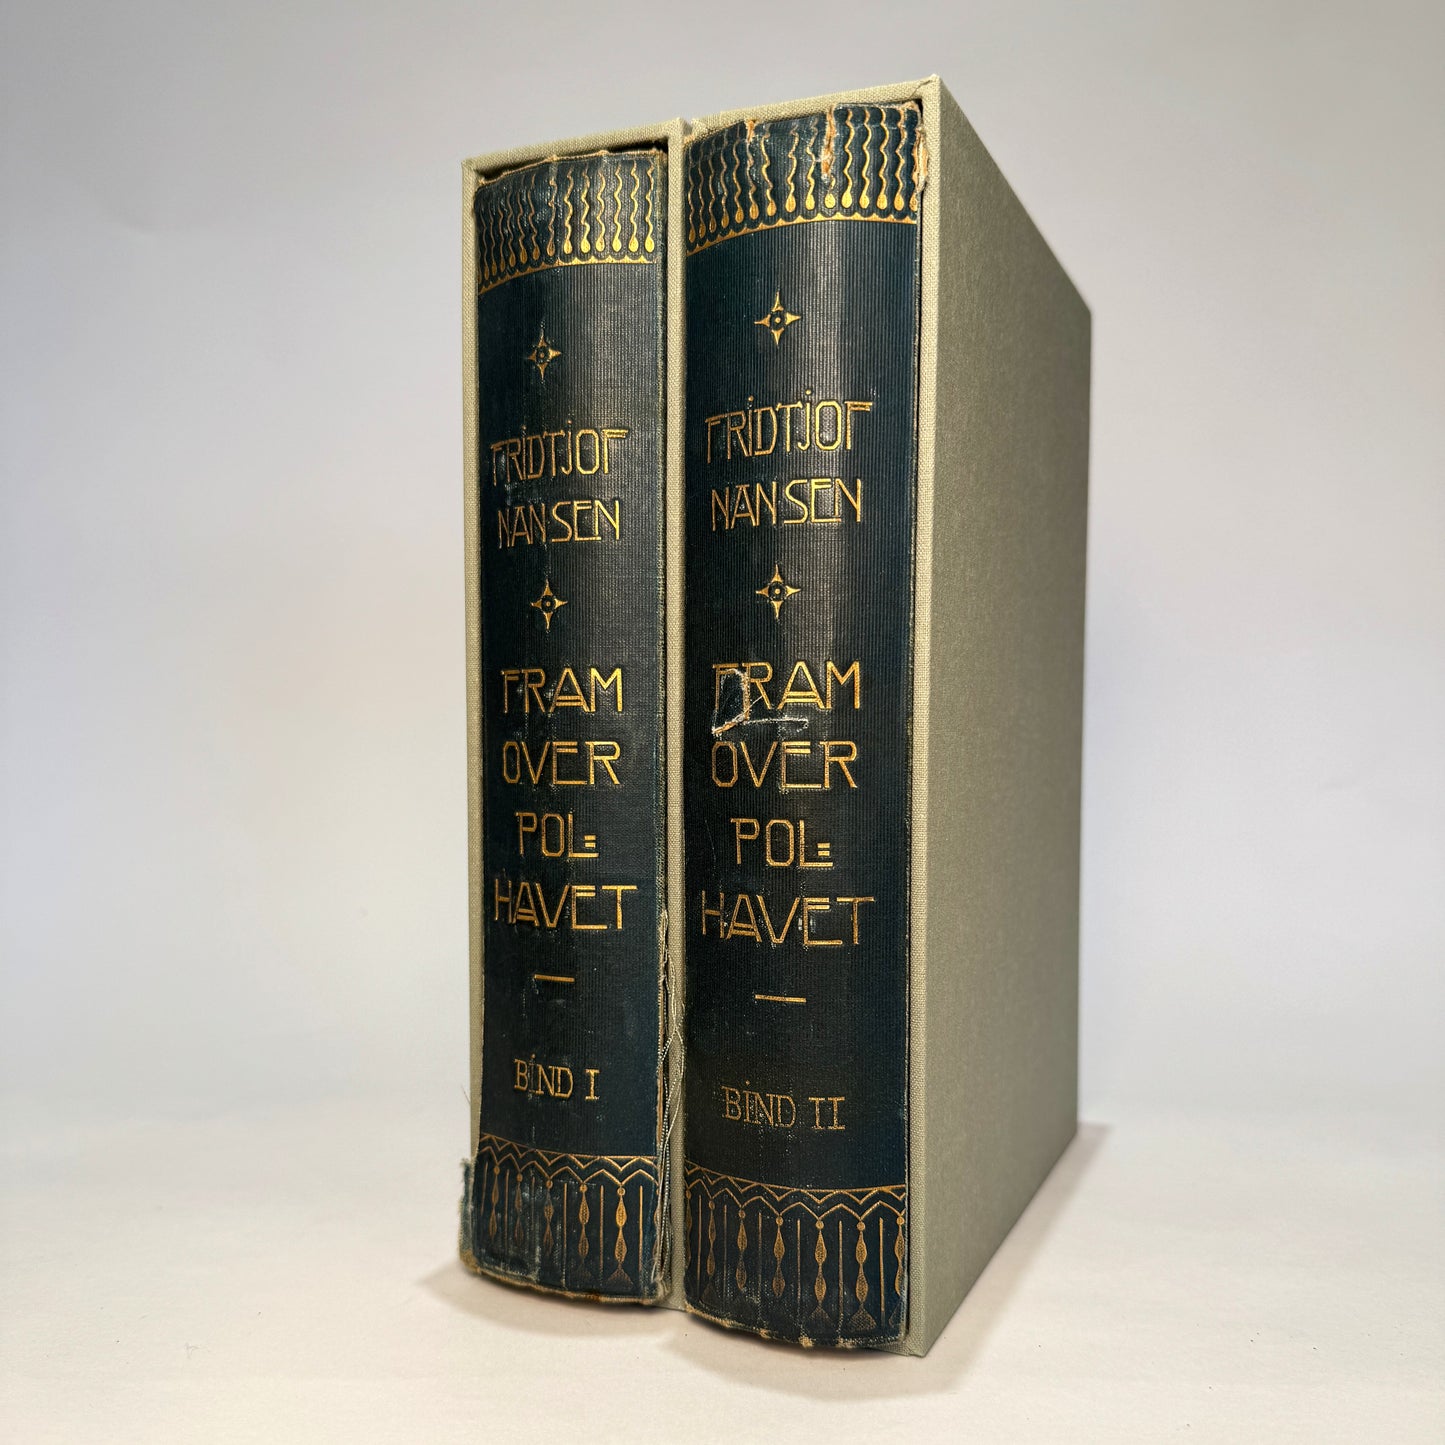 FRIDTJOF
NANSEN
FRAM
OVER
POL=
HAVET
BIND I
FRIDTJOF
NANSEN
FRAM
OVER
POL=
HAVET
BIND II